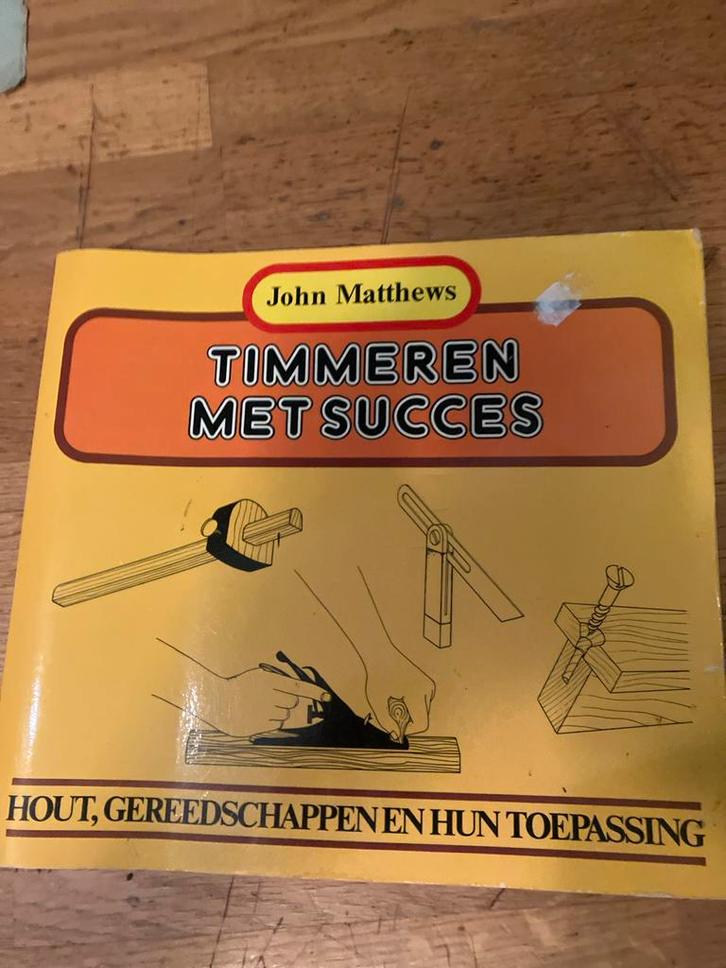 John Matthews
TIMMEREN
MET SUCCES
HOUT, GEREEDSCHAPPEN EN HUN TOEPASSING